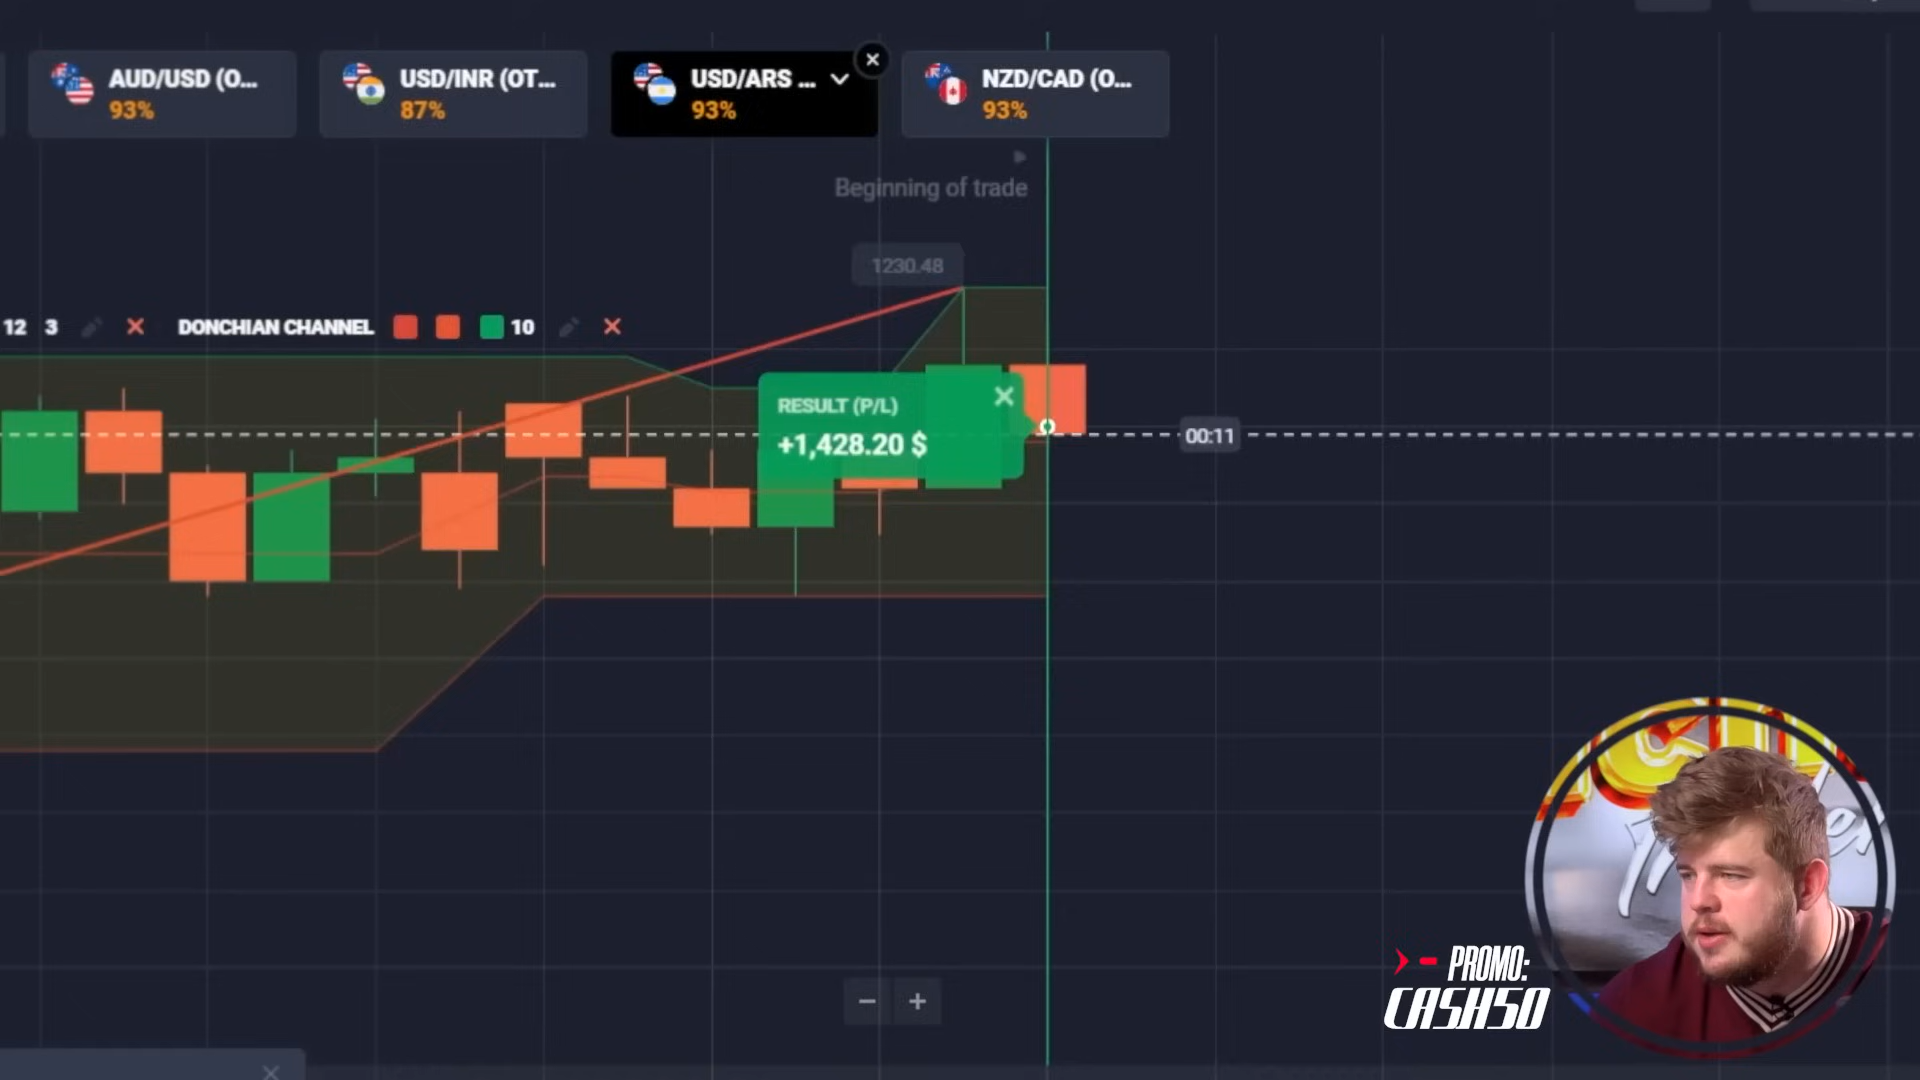 AUD/USD (O...
93%
USD/INR (OT...
87%
USD/ARS ...
93%
NZD/CAD (O...
93%
Beginning of trade
1230.48
12 3
DONCHIAN CHANNEL 10
RESULT (P/L)
+1,428.20 $
00:11
PROMO:
CASH50